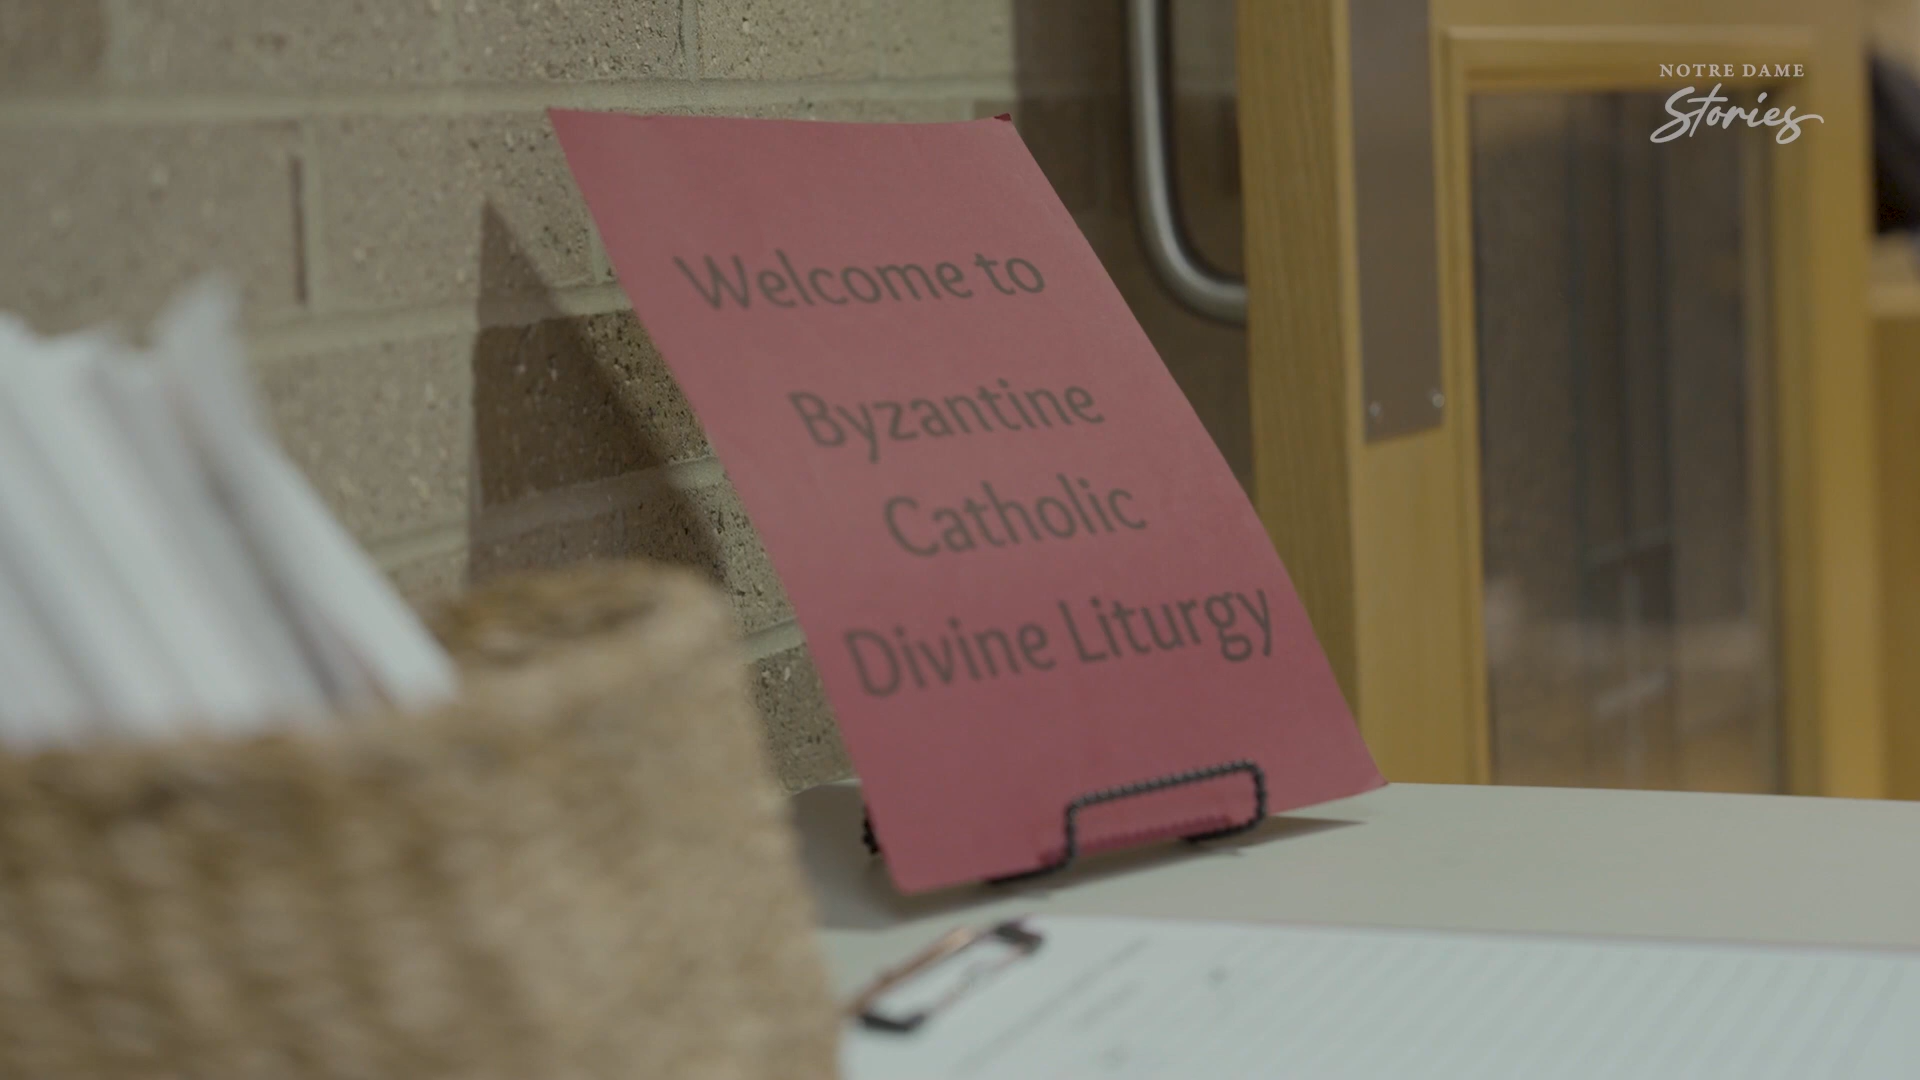 NOTRE DAME
Stories
Welcome to
Byzantine
Catholic
Divine Liturgy